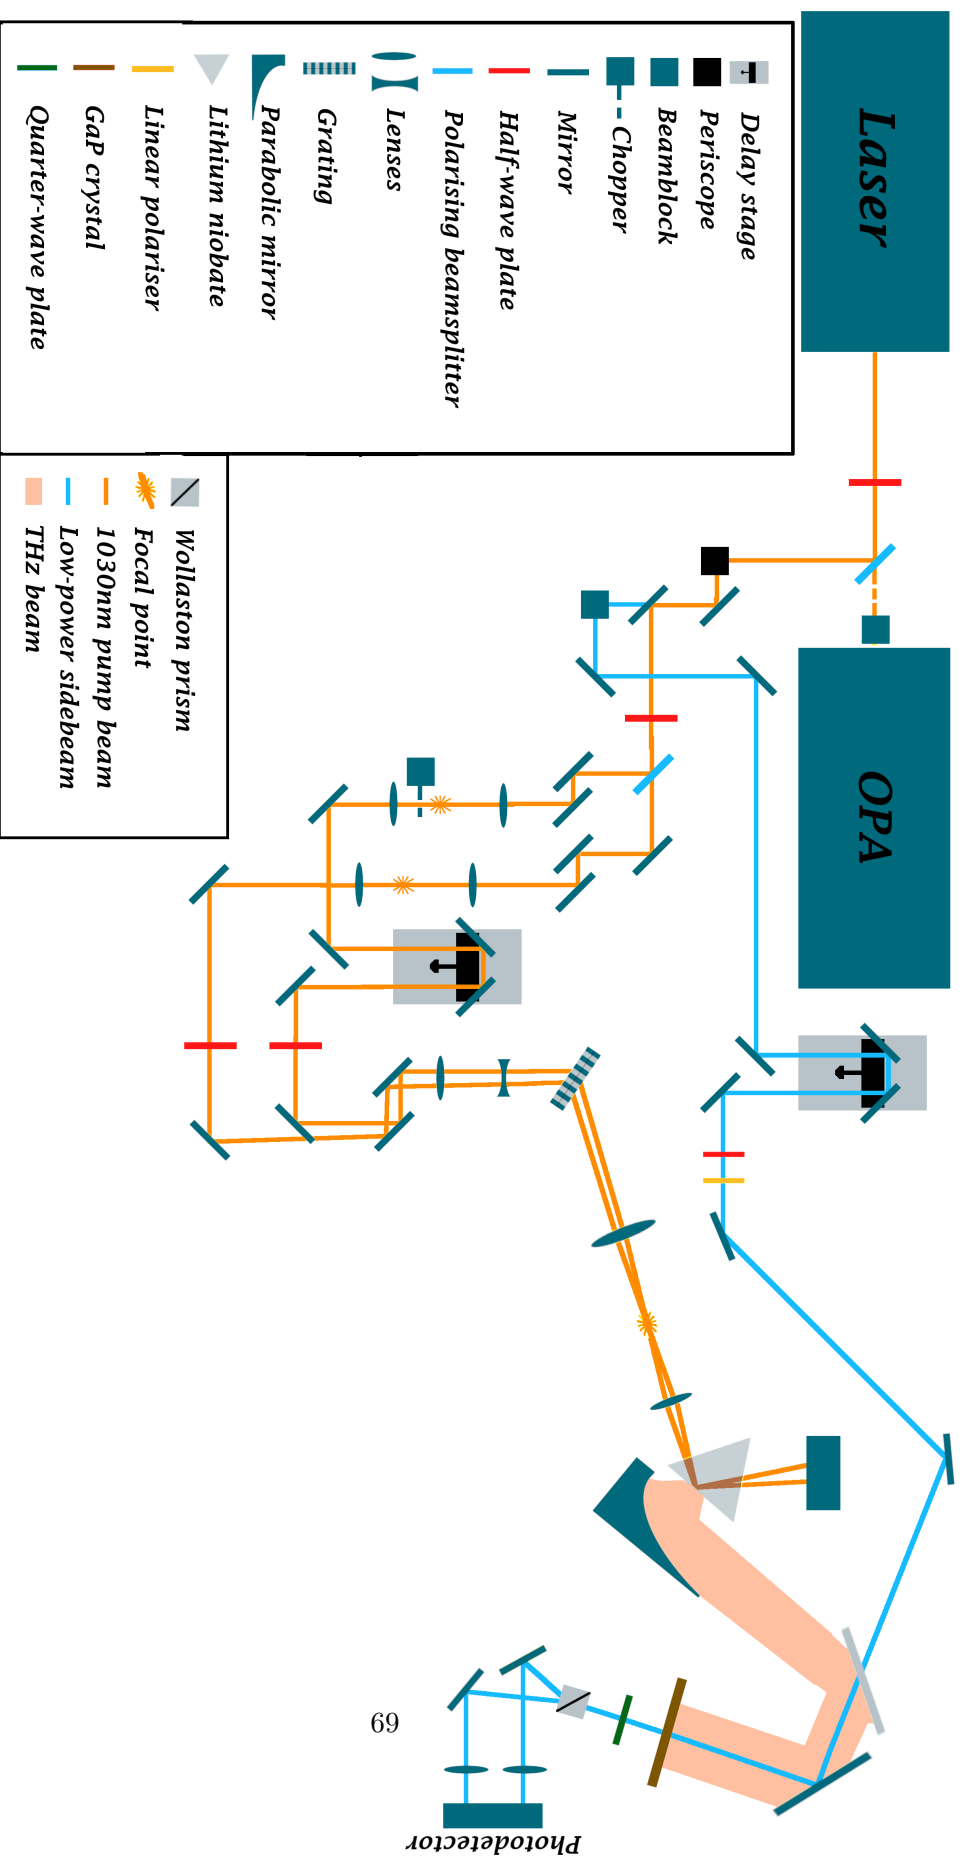 Laser
OPA
Delay stage
Periscope
Beamblock
Chopper
Mirror
Half-wave plate
Polarising beamsplitter
Lenses
Grating
Parabolic mirror
Lithium niobate
Linear polariser
GaP crystal
Quarter-wave plate
Wollaston prism
Focal point
1030nm pump beam
Low-power sidebeam
THz beam
Photodetector
69